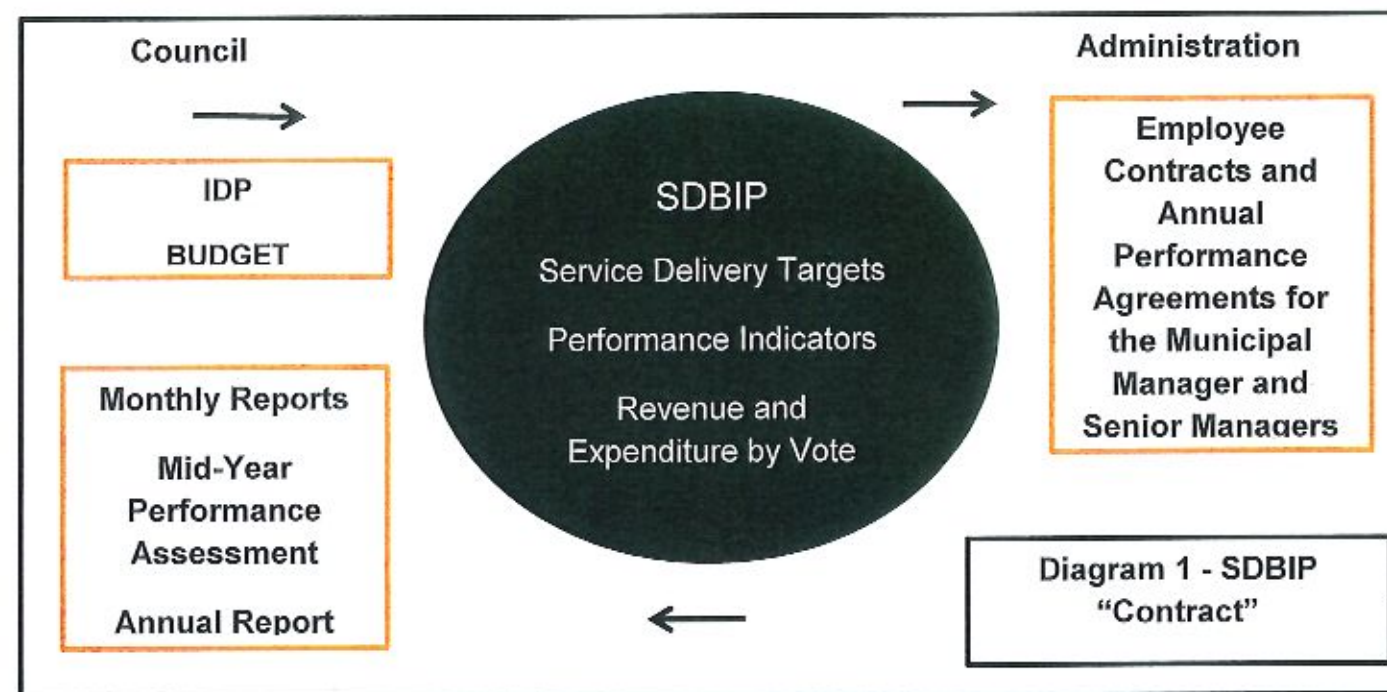 Council
Administration
IDP
BUDGET
Monthly Reports
Mid-Year
Performance
Assessment
Annual Report
SDBIP
Service Delivery Targets
Performance Indicators
Revenue and
Expenditure by Vote
Employee
Contracts and
Annual
Performance
Agreements for
the Municipal
Manager and
Senior Managers
Diagram 1 - SDBIP
“Contract”